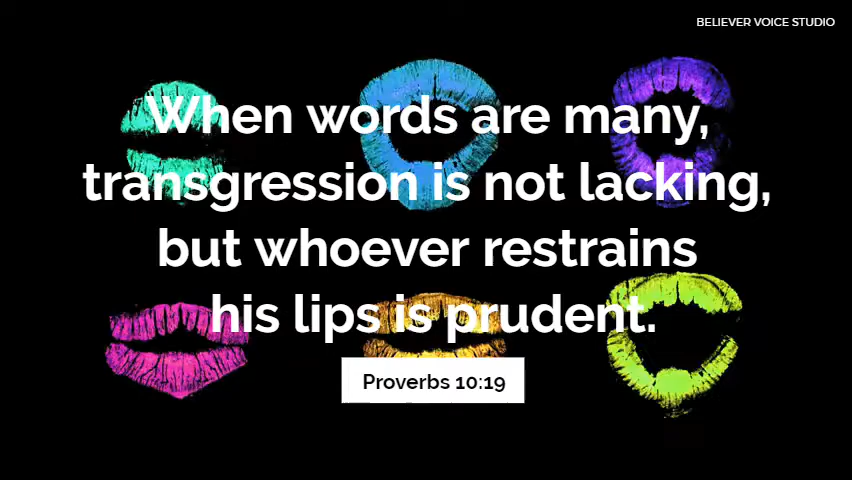 BELIEVER VOICE STUDIO
When words are many,
transgression is not lacking,
but whoever restrains
his lips is prudent.
Proverbs 10:19